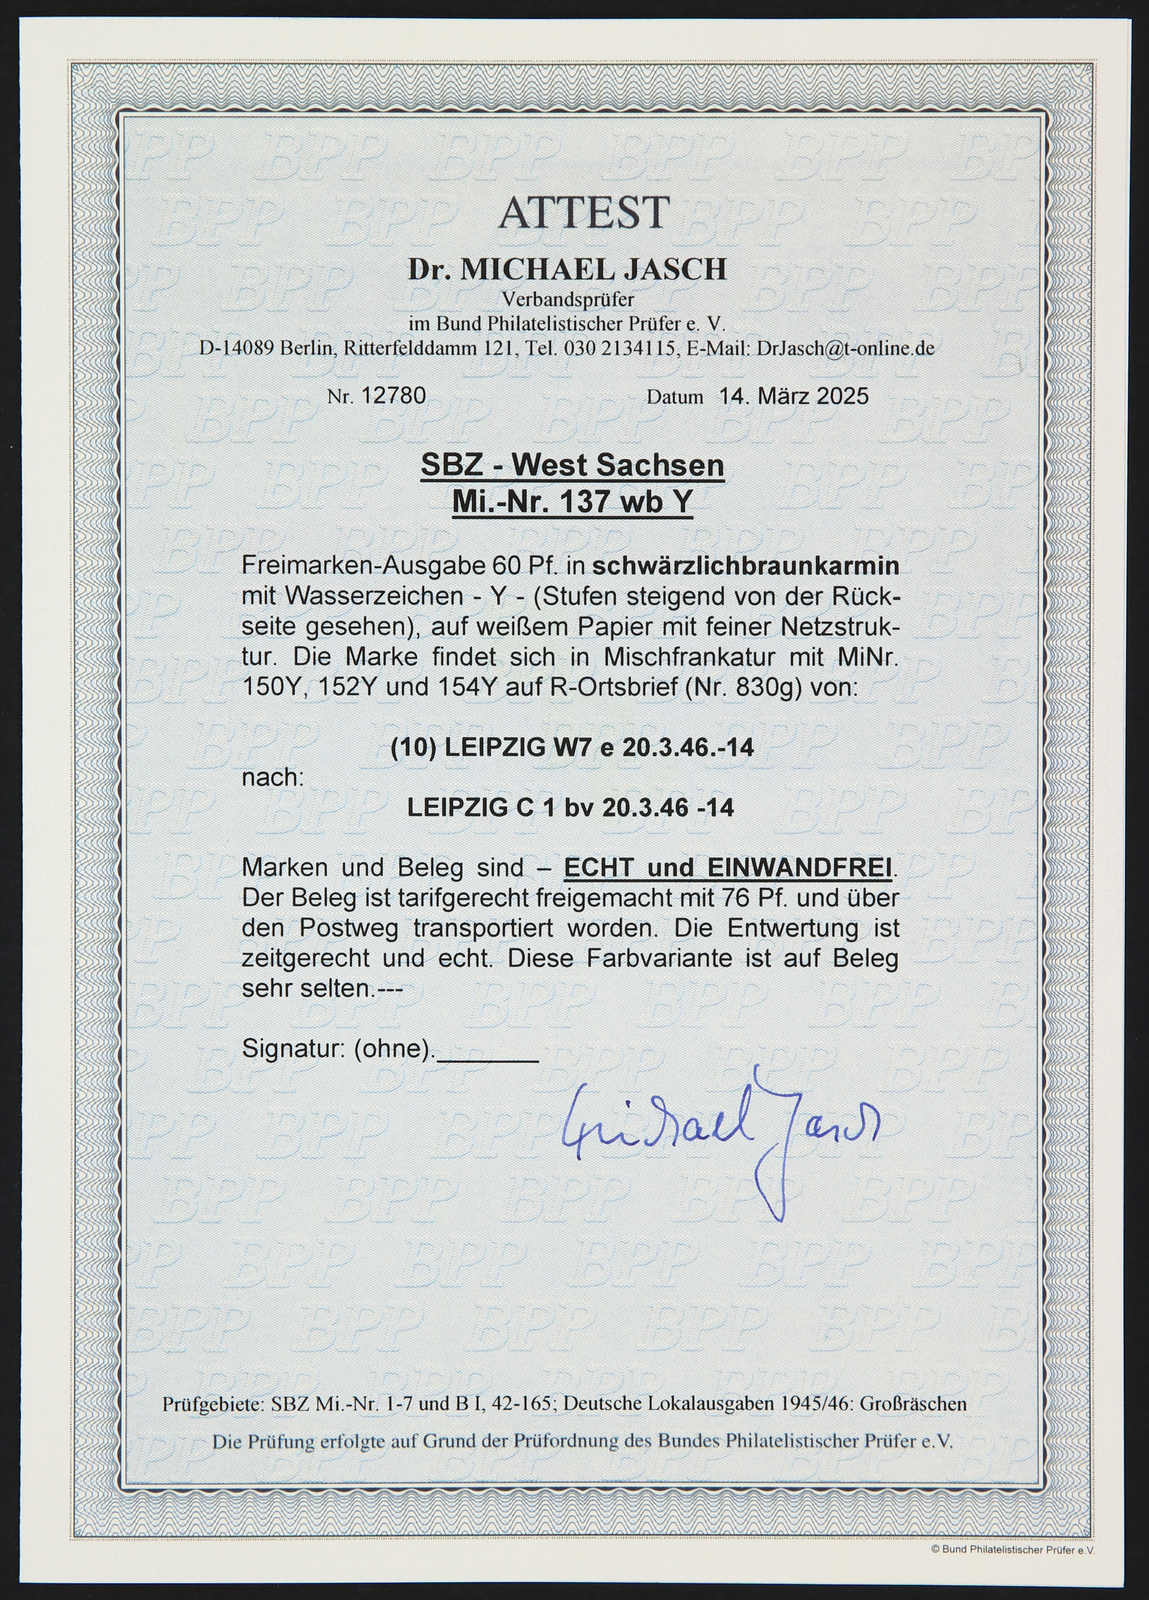 ATTEST
Dr. MICHAEL JASCH
Verbandsprüfer
im Bund Philatelistischer Prüfer e. V.
D-14089 Berlin, Ritterfelddamm 121, Tel. 030 2134115, E-Mail: DrJasch@t-online.de
Nr. 12780 Datum 14. März 2025
SBZ - West Sachsen
Mi.-Nr. 137 wb Y
Freimarken-Ausgabe 60 Pf. in schwärzlichbraunkarmin
mit Wasserzeichen - Y - (Stufen steigend von der Rück-
seite gesehen), auf weißem Papier mit feiner Netzstruk-
tur. Die Marke findet sich in Mischfrankatur mit MiNr.
150Y, 152Y und 154Y auf R-Ortsbrief (Nr. 830g) von:
(10) LEIPZIG W7 e 20.3.46.-14
nach:
LEIPZIG C 1 bv 20.3.46 -14
Marken und Beleg sind – ECHT und EINWANDFREI.
Der Beleg ist tarifgerecht freigemacht mit 76 Pf. und über
den Postweg transportiert worden. Die Entwertung ist
zeitgerecht und echt. Diese Farbvariante ist auf Beleg
sehr selten.---
Signatur: (ohne).
Michael Jasch
Prüfgebiete: SBZ Mi.-Nr. 1-7 und B I, 42-165; Deutsche Lokalausgaben 1945/46: Großräschen
Die Prüfung erfolgte auf Grund der Prüfordnung des Bundes Philatelistischer Prüfer e.V.
© Bund Philatelistischer Prüfer e.V.